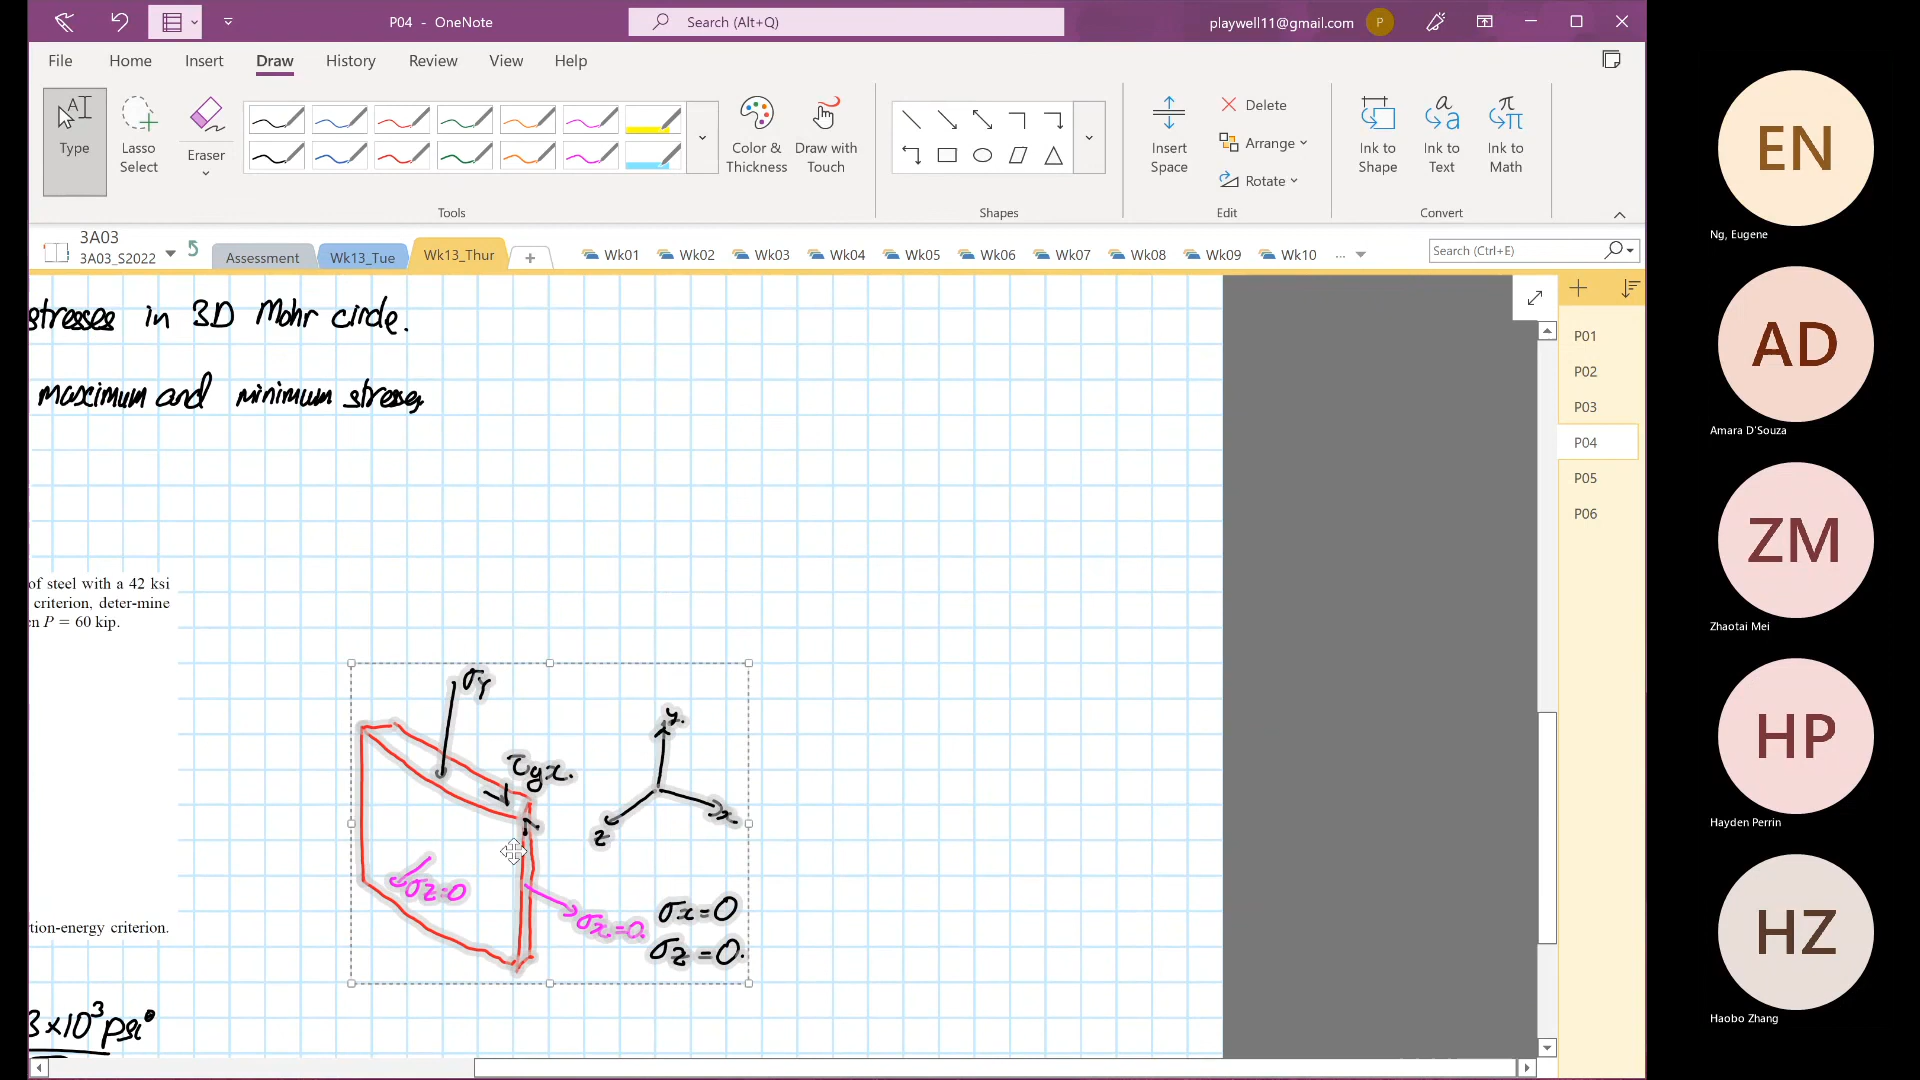 P04 - OneNote
Search (Alt+Q)
playwell11@gmail.com
P
File Home Insert Draw History Review View Help
Type
Lasso Select
Eraser
Color & Thickness
Draw with Touch
Insert Space
Delete
Arrange
Rotate
Ink to Shape
Ink to Text
Ink to Math
Tools
Shapes
Edit
Convert
3A03
3A03_S2022
Assessment
Wk13_Tue
Wk13_Thur
Wk01 Wk02 Wk03 Wk04 Wk05 Wk06 Wk07 Wk08 Wk09 Wk10 ...
Search (Ctrl+E)
P01
P02
P03
P04
P05
P06
stresses in 3D Mohr circle.
maximum and minimum stresses
of steel with a 42 ksi
criterion, deter-mine
en P = 60 kip.
σy
τyx.
y.
x
z
σz=0
σx=0.
σx=0
σz=0.
tion-energy criterion.
3×10³ psi
EN
Ng, Eugene
AD
Amara D'Souza
ZM
Zhaotai Mei
HP
Hayden Perrin
HZ
Haobo Zhang